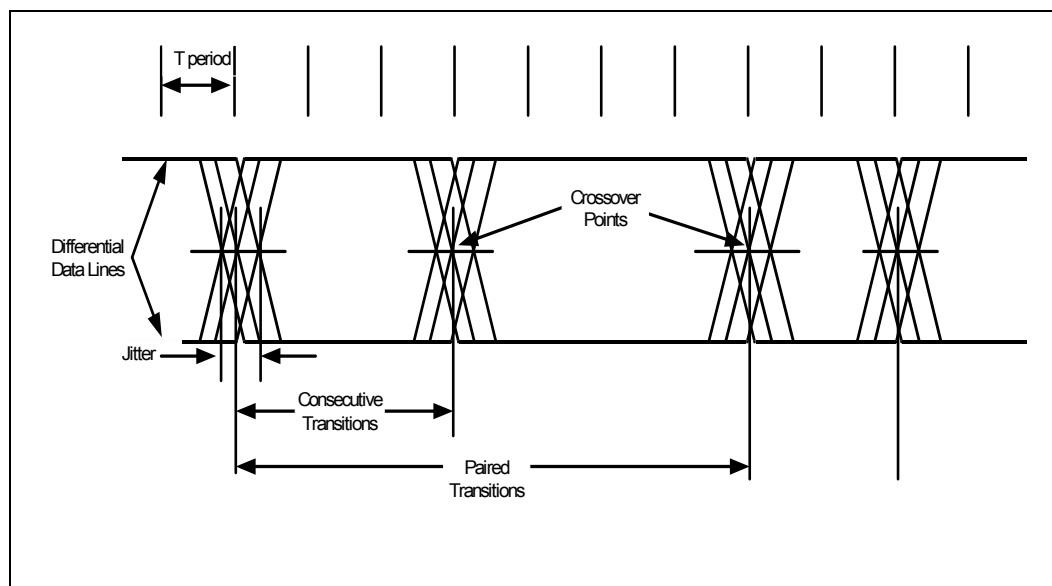 T period
Crossover
Points
Differential
Data Lines
Jitter
Consecutive
Transitions
Paired
Transitions